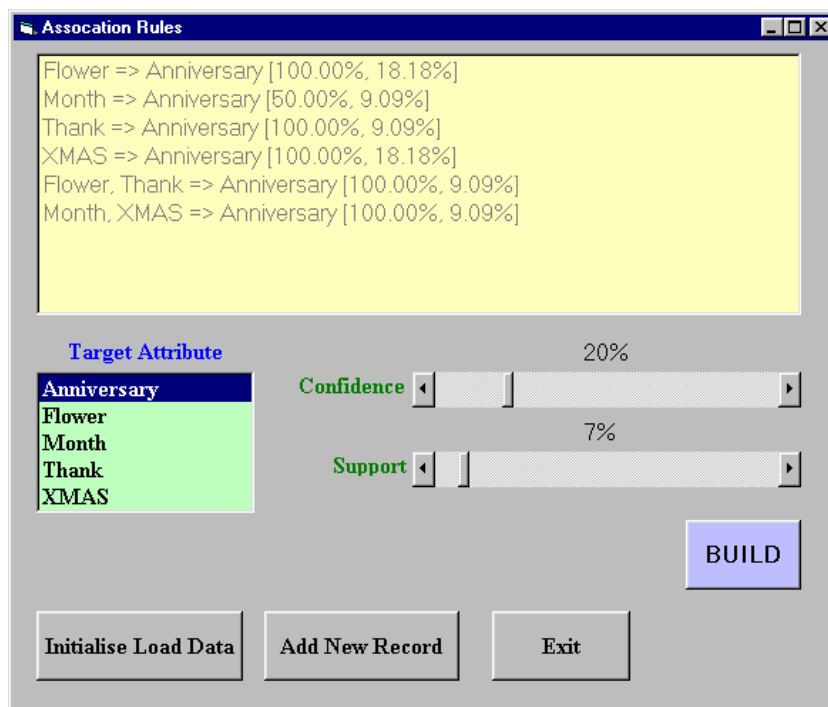 Assocation Rules
Flower => Anniversary [100.00%, 18.18%]
Month => Anniversary [50.00%, 9.09%]
Thank => Anniversary [100.00%, 9.09%]
XMAS => Anniversary [100.00%, 18.18%]
Flower, Thank => Anniversary [100.00%, 9.09%]
Month, XMAS => Anniversary [100.00%, 9.09%]
Target Attribute
Anniversary
Flower
Month
Thank
XMAS
20%
Confidence
7%
Support
BUILD
Initialise Load Data
Add New Record
Exit